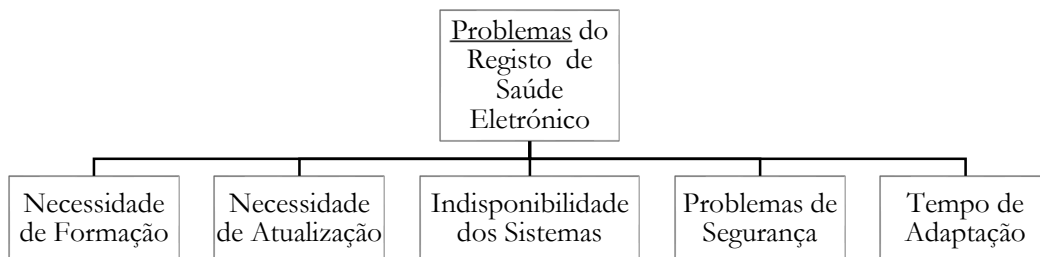 Problemas do
Registo de
Saúde
Eletrónico
Necessidade
de Formação
Necessidade
de Atualização
Indisponibilidade
dos Sistemas
Problemas de
Segurança
Tempo de
Adaptação